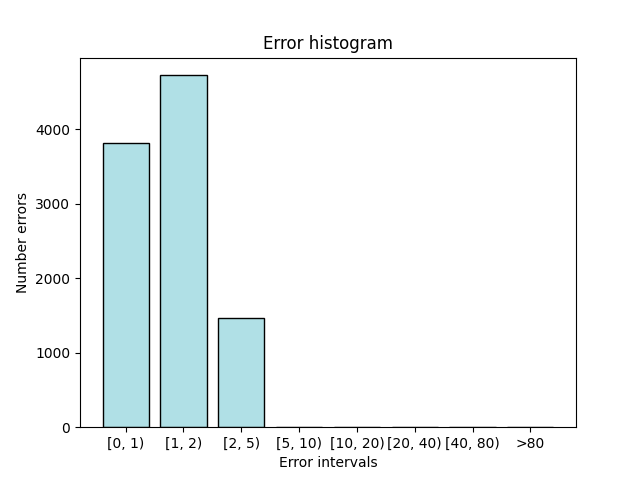 Error histogram
Number errors
4000
3000
2000
1000
0
[0, 1) [1, 2) [2, 5) [5, 10) [10, 20) [20, 40) [40, 80) >80
Error intervals